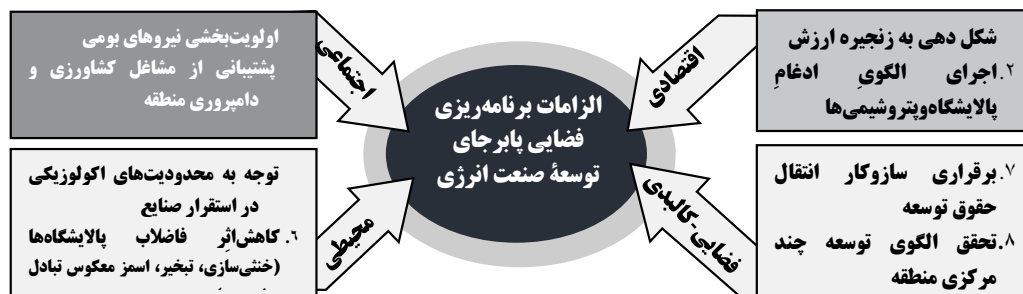 شکل دهی به زنجیره ارزش
۲.اجرای الگویِ ادغامِ
پالایشگاه‌وپتروشیمی‌ها
اقتصادی
اولویت‌بخشی نیروهای بومی
پشتیبانی از مشاغل کشاورزی و
دامپروری منطقه
اجتماعی
الزامات برنامه‌ریزی
فضایی پابرجای
توسعهٔ صنعت انرژی
۷.برقراری سازوکار انتقال
حقوق توسعه
۸.تحقق الگوی توسعه چند
مرکزی منطقه
فضایی-کالبدی
توجه به محدودیت‌های اکولوزیکی
در استقرار صنایع
٦. کاهش‌اثر فاضلاب پالایشگاه‌ها
(خنثی‌سازی، تبخیر، اسمز معکوس تبادل
محیطی